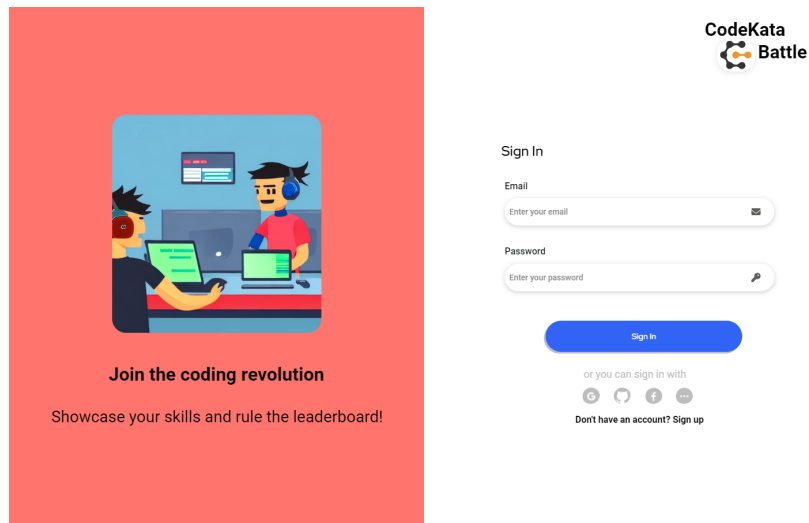 Join the coding revolution
Showcase your skills and rule the leaderboard!
CodeKata
Battle
Sign In
Email
Enter your email
Password
Enter your password
Sign In
or you can sign in with
Don't have an account? Sign up